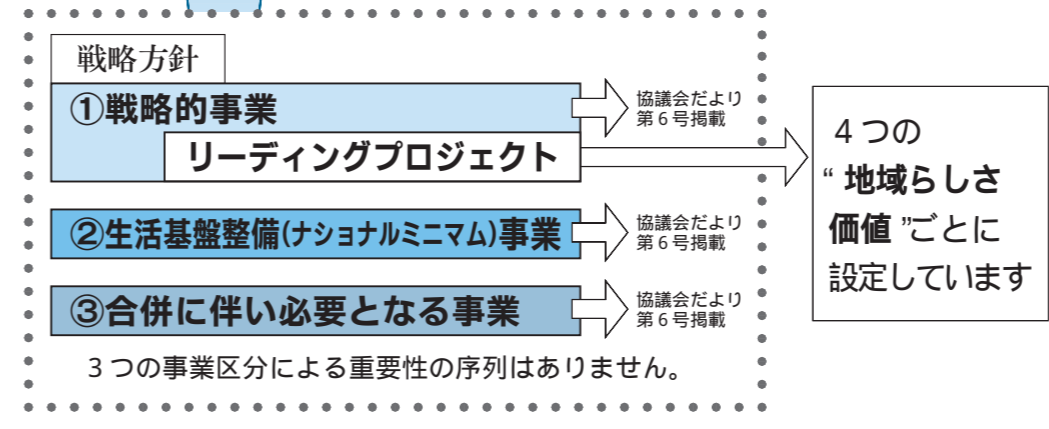 戦略方針
①戦略的事業
協議会だより
第6号掲載
リーディングプロジェクト
4つの
“地域らしさ
価値”ごとに
設定しています
②生活基盤整備(ナショナルミニマム)事業
協議会だより
第6号掲載
③合併に伴い必要となる事業
協議会だより
第6号掲載
3つの事業区分による重要性の序列はありません。